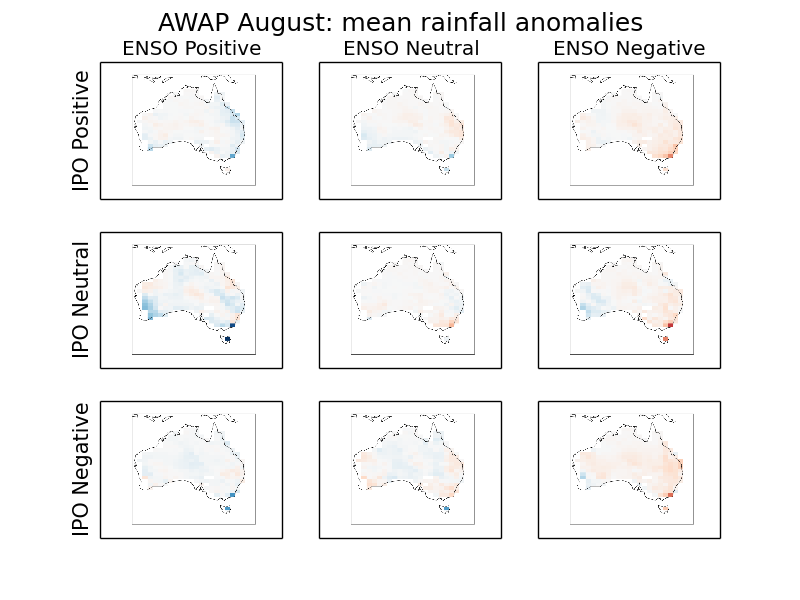 AWAP August: mean rainfall anomalies
ENSO Positive
ENSO Neutral
ENSO Negative
IPO Positive
IPO Neutral
IPO Negative